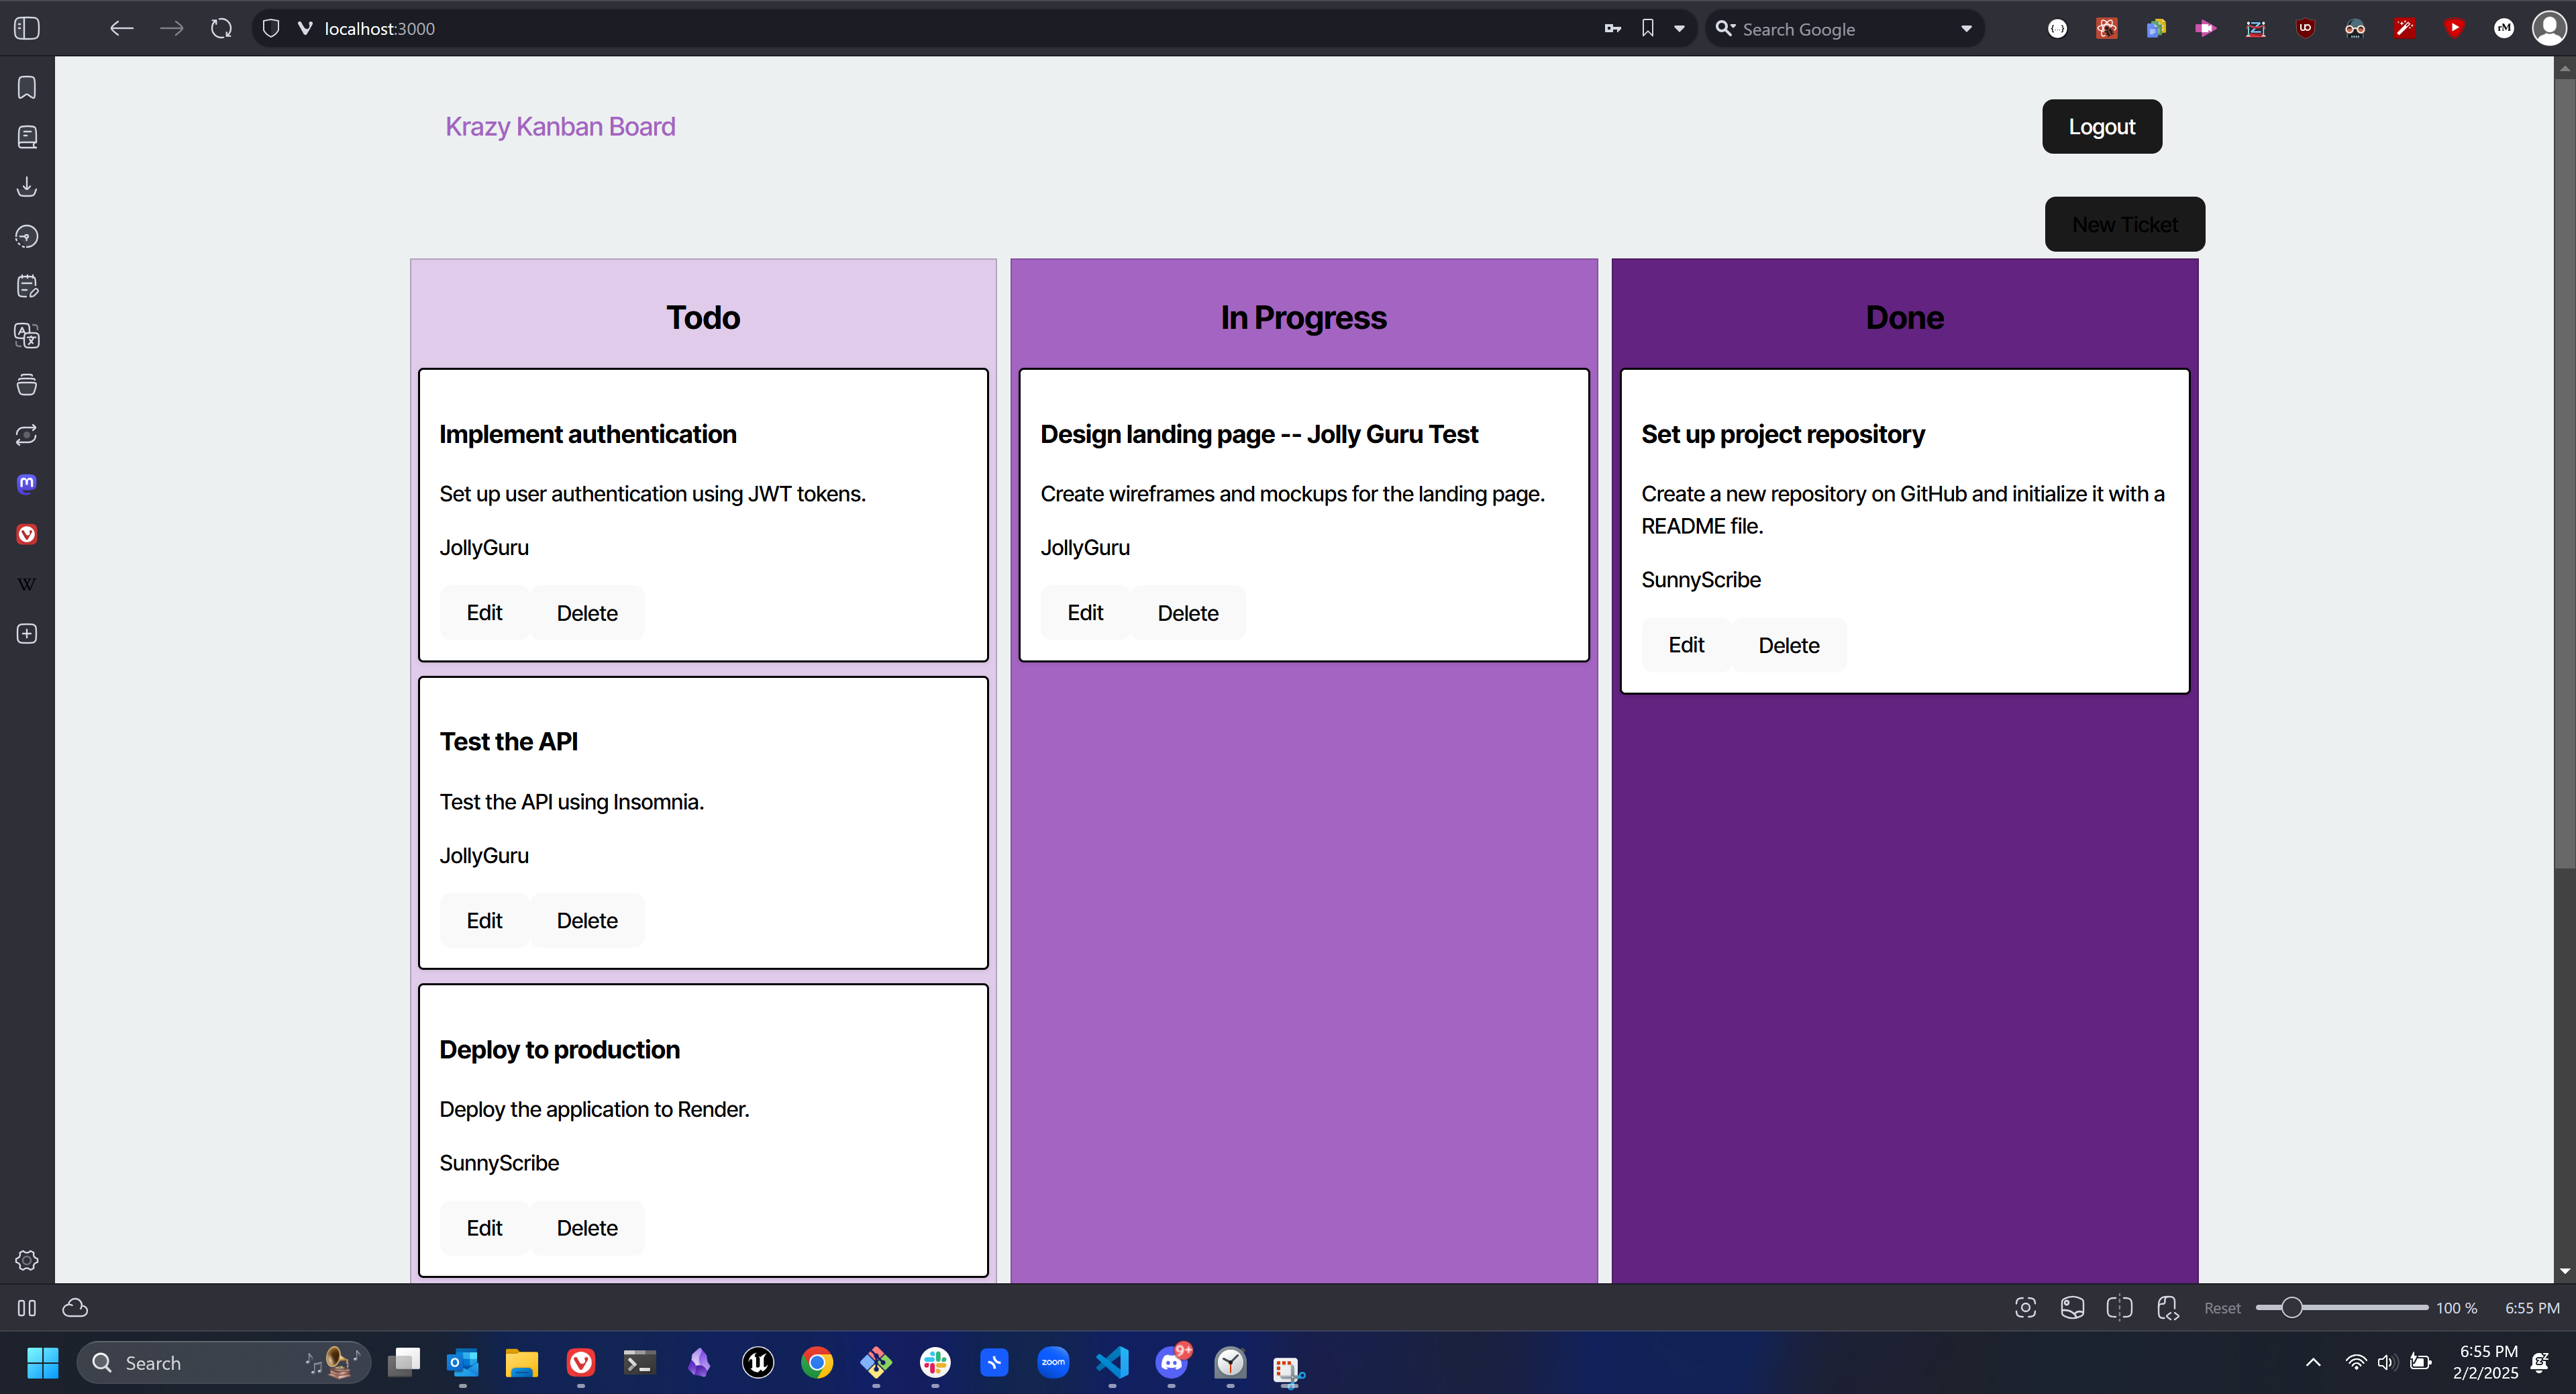 localhost:3000
Search Google
Krazy Kanban Board
Logout
New Ticket
Todo
Implement authentication
Set up user authentication using JWT tokens.
JollyGuru
Edit Delete
Test the API
Test the API using Insomnia.
JollyGuru
Edit Delete
Deploy to production
Deploy the application to Render.
SunnyScribe
Edit Delete
In Progress
Design landing page -- Jolly Guru Test
Create wireframes and mockups for the landing page.
JollyGuru
Edit Delete
Done
Set up project repository
Create a new repository on GitHub and initialize it with a
README file.
SunnyScribe
Edit Delete
Reset 100 % 6:55 PM
Search
zoom
9+
6:55 PM
2/2/2025